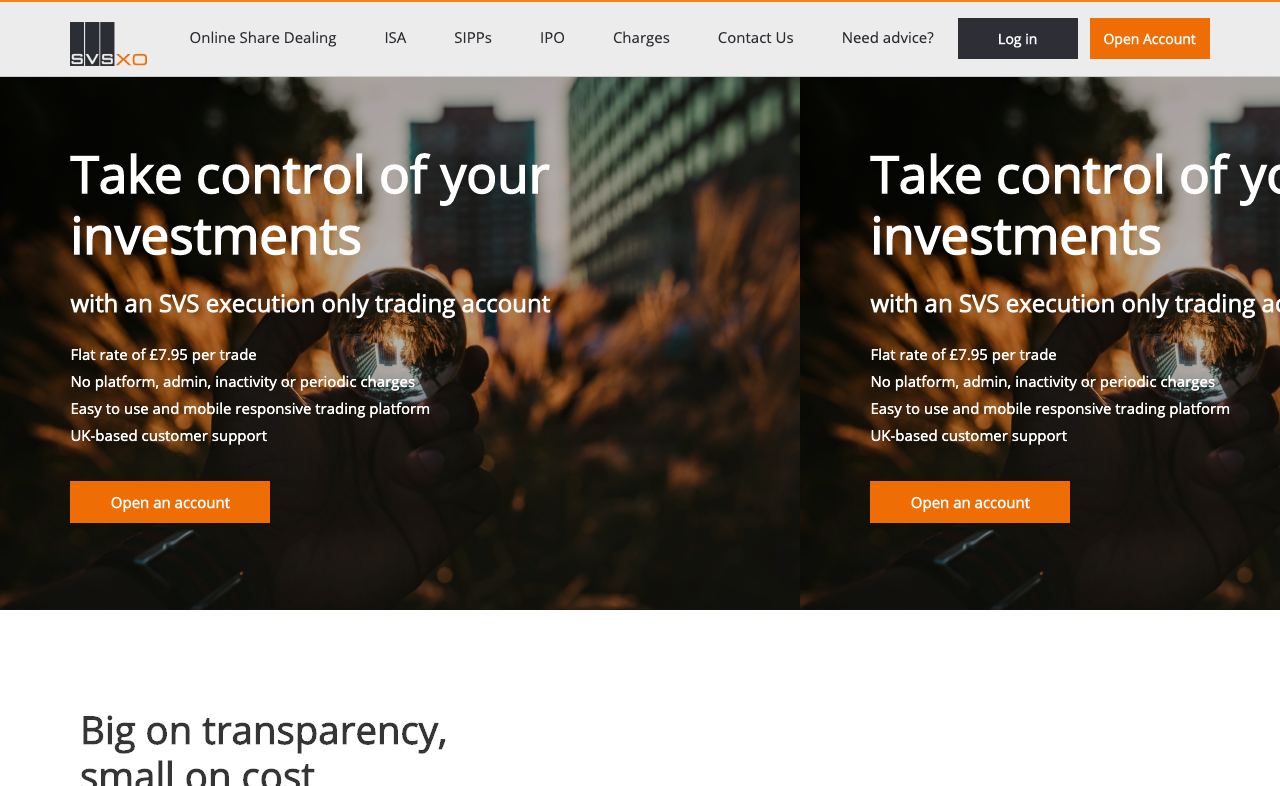 SVSXO
Online Share Dealing
ISA
SIPPs
IPO
Charges
Contact Us
Need advice?
Log in
Open Account
Take control of your
investments
with an SVS execution only trading account
Flat rate of £7.95 per trade
No platform, admin, inactivity or periodic charges
Easy to use and mobile responsive trading platform
UK-based customer support
Open an account
Take control of yo
investments
with an SVS execution only trading ac
Flat rate of £7.95 per trade
No platform, admin, inactivity or periodic charges
Easy to use and mobile responsive trading platform
UK-based customer support
Open an account
Big on transparency,
small on cost